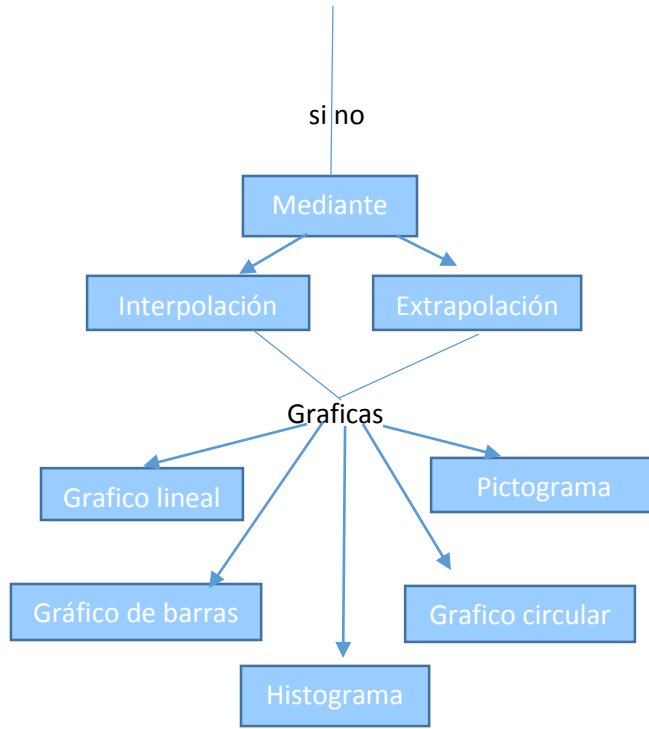 si no
Mediante
Interpolación
Extrapolación
Graficas
Grafico lineal
Pictograma
Gráfico de barras
Grafico circular
Histograma